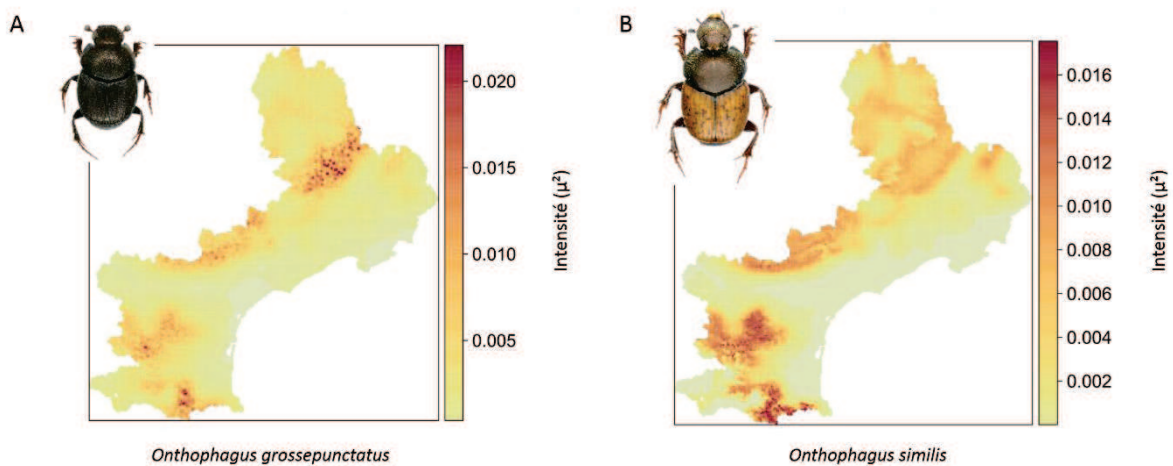 A
0.020
0.015
0.010
0.005
Intensité (µ²)
Onthophagus grossepunctatus
B
0.016
0.014
0.012
0.010
0.008
0.006
0.004
0.002
Intensité (µ²)
Onthophagus similis